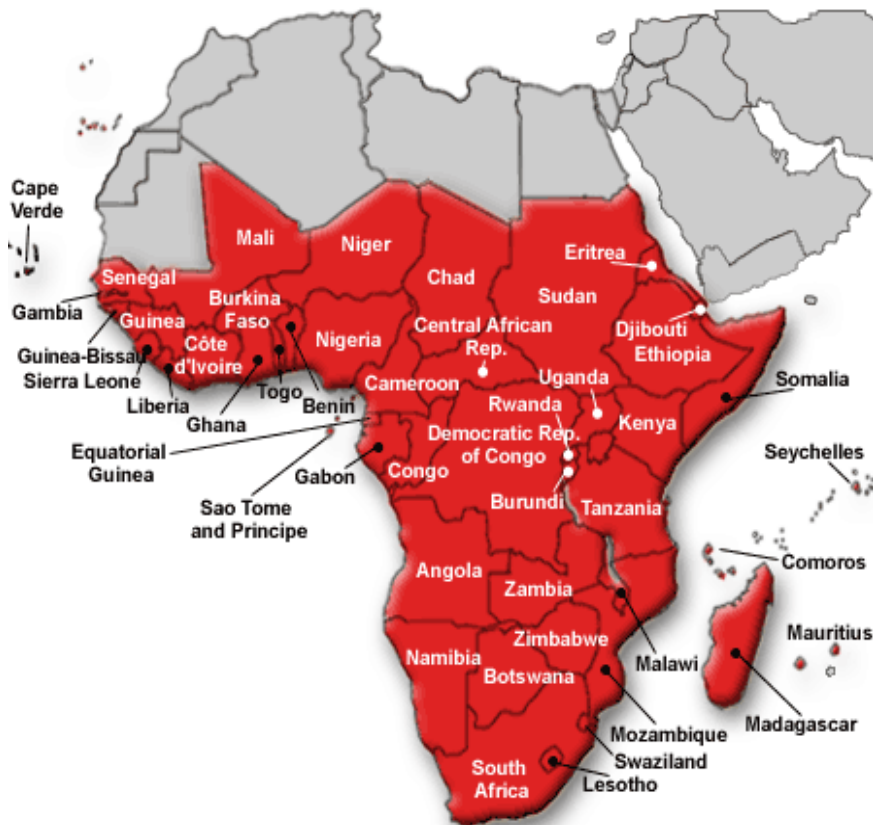 Cape
Verde
Mali
Niger
Chad
Eritrea
Senegal
Sudan
Gambia
Burkina
Faso
Guinea
Nigeria
Central African
Rep.
Djibouti
Ethiopia
Guinea-Bissau
Côte
d'Ivoire
Sierra Leone
Cameroon
Uganda
Somalia
Liberia
Togo
Benin
Ghana
Rwanda
Kenya
Democratic Rep.
of Congo
Equatorial
Guinea
Gabon
Congo
Seychelles
Sao Tome
and Principe
Burundi
Tanzania
Comoros
Angola
Zambia
Mauritius
Zimbabwe
Malawi
Namibia
Botswana
Madagascar
Mozambique
Swaziland
South
Africa
Lesotho